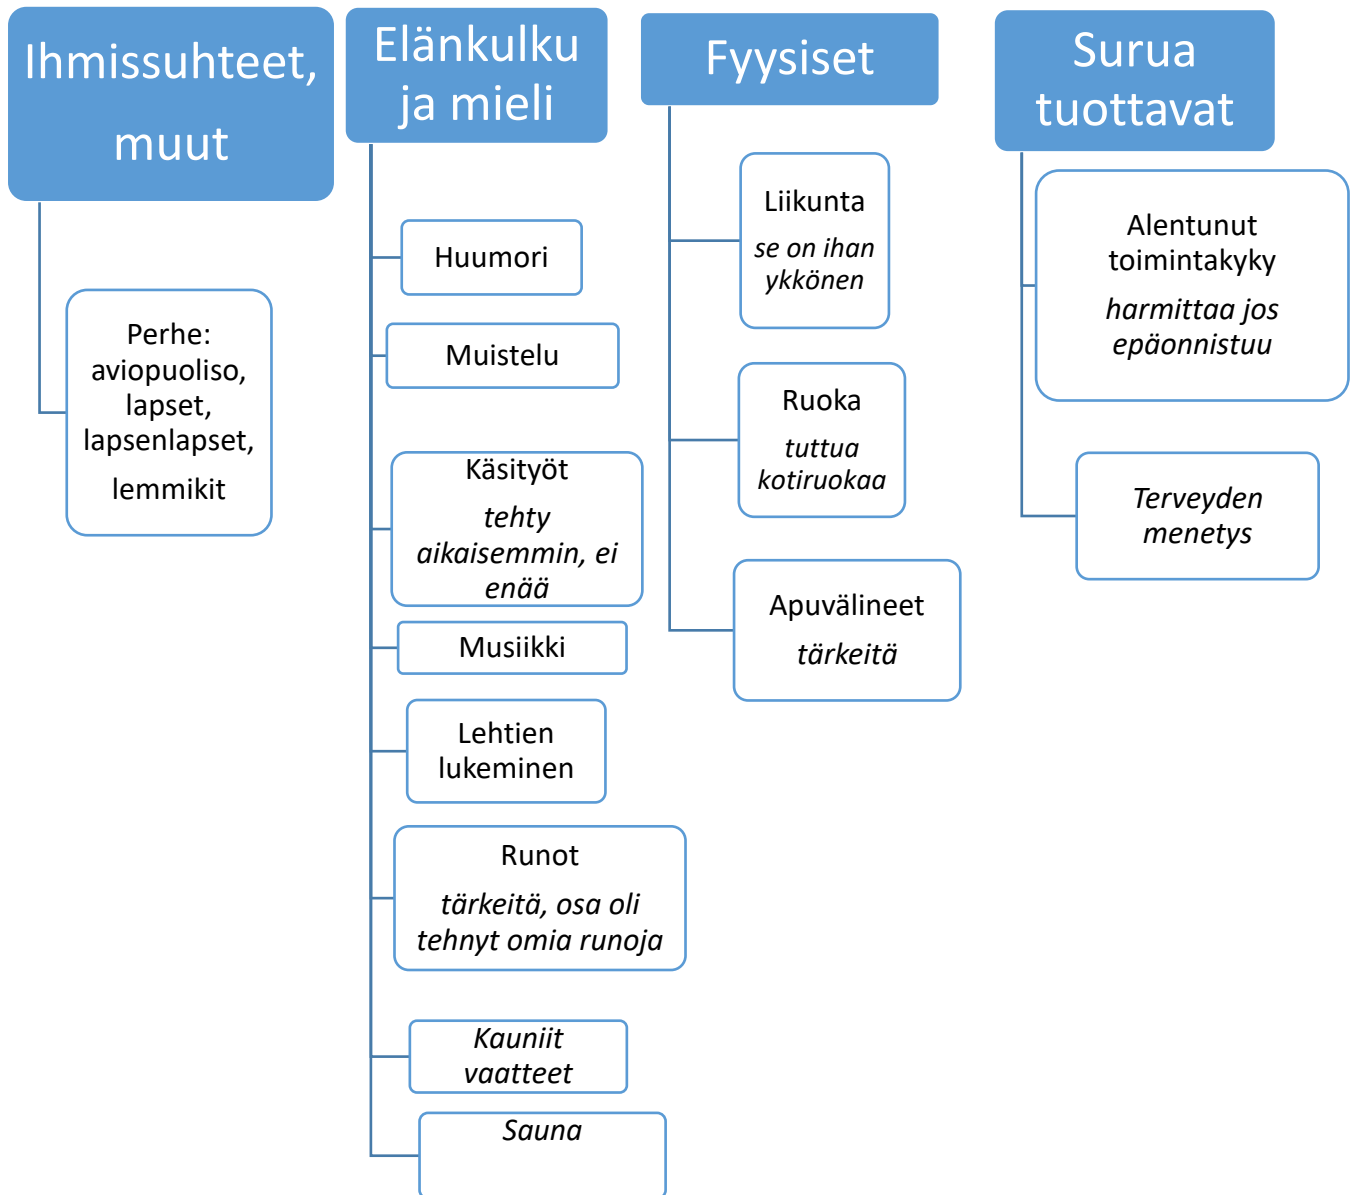 Ihmissuhteet,
muut
Perhe:
aviopuoliso,
lapset,
lapsenlapset,
lemmikit
Elänkulku
ja mieli
Huumori
Muistelu
Käsityöt
tehty
aikaisemmin, ei
enää
Musiikki
Lehtien
lukeminen
Runot
tärkeitä, osa oli
tehnyt omia runoja
Kauniit
vaatteet
Sauna
Fyysiset
Liikunta
se on ihan
ykkönen
Ruoka
tuttua
kotiruokaa
Apuvälineet
tärkeitä
Surua
tuottavat
Alentunut
toimintakyky
harmittaa jos
epäonnistuu
Terveyden
menetys